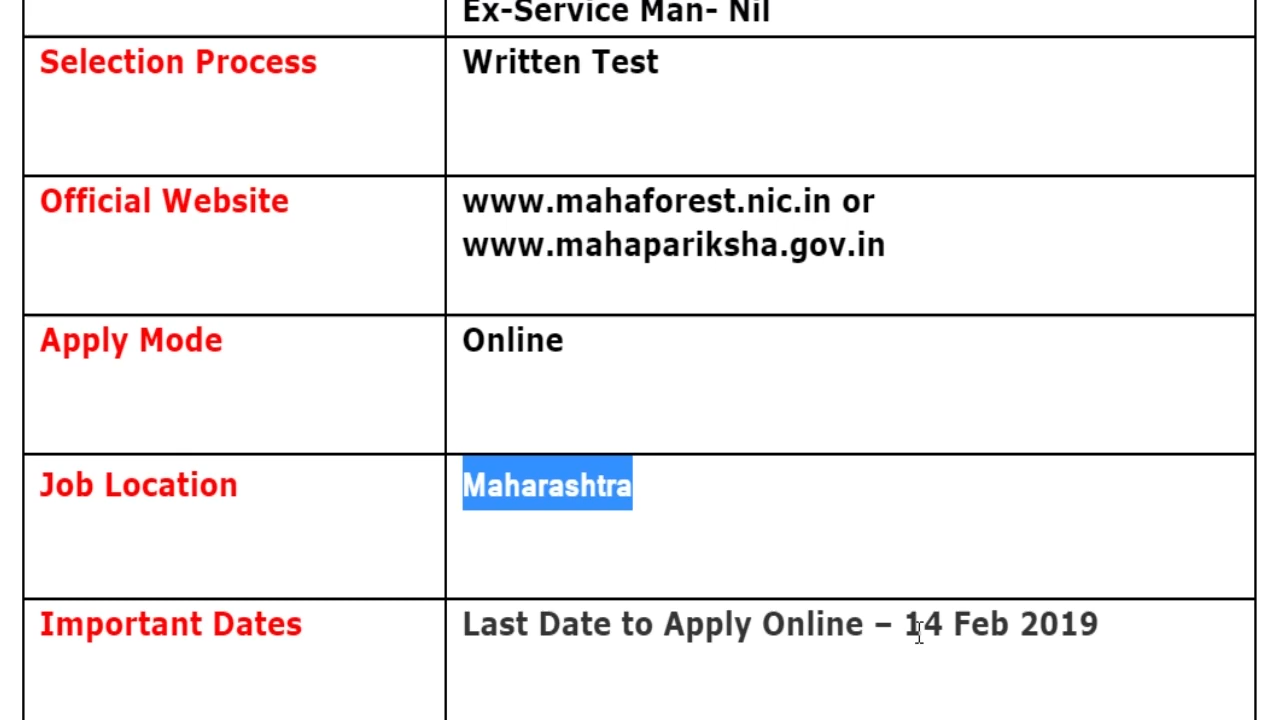 Ex-Service Man- Nil
Selection Process
Written Test
Official Website
www.mahaforest.nic.in or
www.mahapariksha.gov.in
Apply Mode
Online
Job Location
Maharashtra
Important Dates
Last Date to Apply Online – 14 Feb 2019